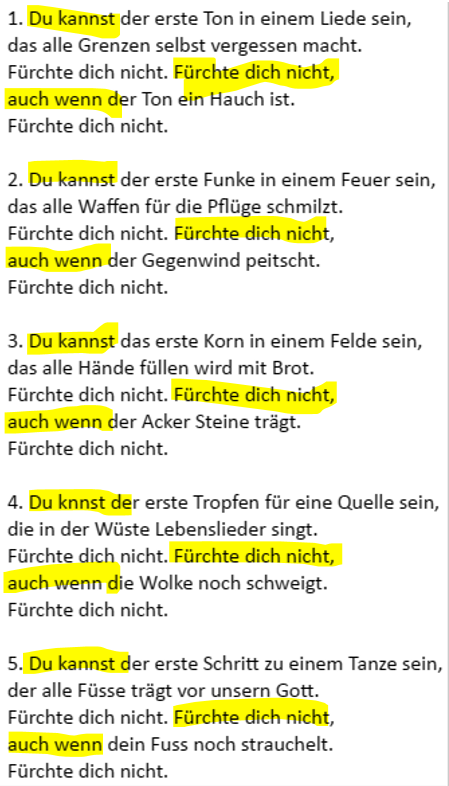 1. Du kannst der erste Ton in einem Liede sein,
das alle Grenzen selbst vergessen macht.
Fürchte dich nicht. Fürchte dich nicht,
auch wenn der Ton ein Hauch ist.
Fürchte dich nicht.

2. Du kannst der erste Funke in einem Feuer sein,
das alle Waffen für die Pflüge schmilzt.
Fürchte dich nicht. Fürchte dich nicht,
auch wenn der Gegenwind peitscht.
Fürchte dich nicht.

3. Du kannst das erste Korn in einem Felde sein,
das alle Hände füllen wird mit Brot.
Fürchte dich nicht. Fürchte dich nicht,
auch wenn der Acker Steine trägt.
Fürchte dich nicht.

4. Du knnst der erste Tropfen für eine Quelle sein,
die in der Wüste Lebenslieder singt.
Fürchte dich nicht. Fürchte dich nicht,
auch wenn die Wolke noch schweigt.
Fürchte dich nicht.

5. Du kannst der erste Schritt zu einem Tanze sein,
der alle Füsse trägt vor unsern Gott.
Fürchte dich nicht. Fürchte dich nicht,
auch wenn dein Fuss noch strauchelt.
Fürchte dich nicht.